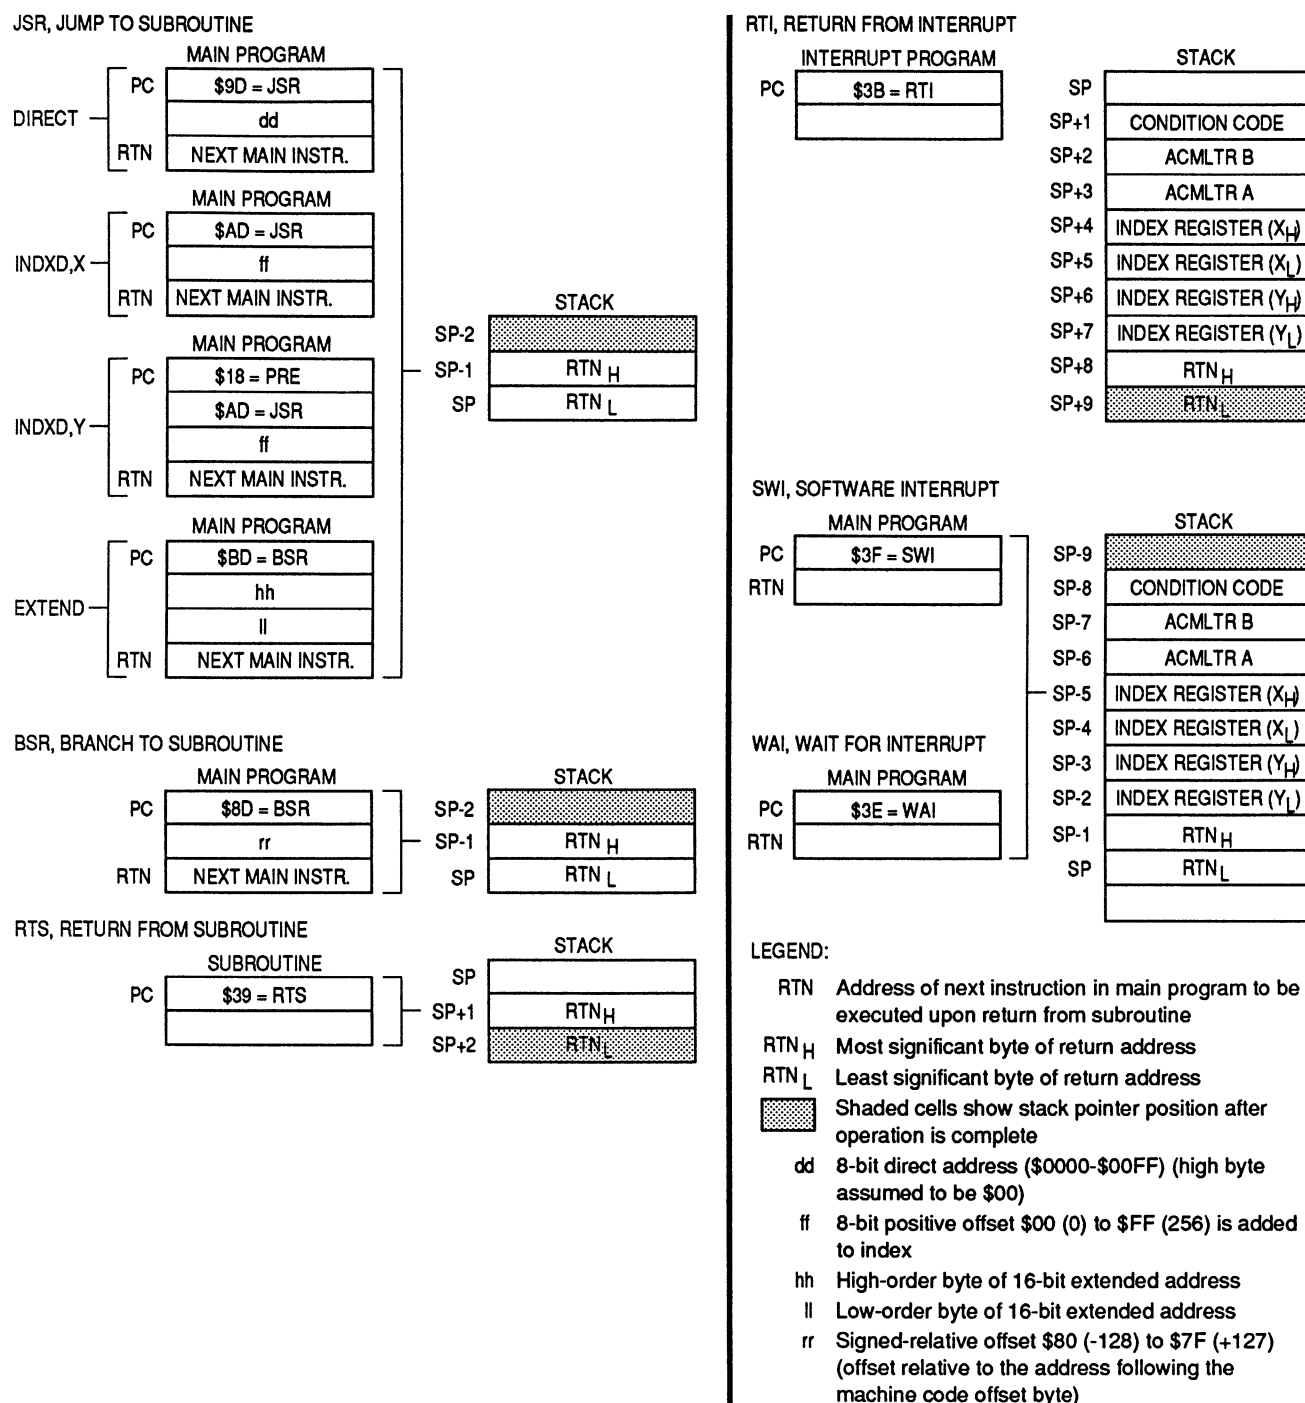 JSR, JUMP TO SUBROUTINE
MAIN PROGRAM
DIRECT
PC $9D = JSR
dd
RTN NEXT MAIN INSTR.
MAIN PROGRAM
INDXD,X
PC $AD = JSR
ff
RTN NEXT MAIN INSTR.
MAIN PROGRAM
INDXD,Y
PC $18 = PRE
$AD = JSR
ff
RTN NEXT MAIN INSTR.
MAIN PROGRAM
EXTEND
PC $BD = BSR
hh
ll
RTN NEXT MAIN INSTR.
STACK
SP-2
SP-1 RTN H
SP RTN L
BSR, BRANCH TO SUBROUTINE
MAIN PROGRAM
PC $8D = BSR
rr
RTN NEXT MAIN INSTR.
STACK
SP-2
SP-1 RTN H
SP RTN L
RTS, RETURN FROM SUBROUTINE
SUBROUTINE
PC $39 = RTS
STACK
SP
SP+1 RTNH
SP+2 RTNL
RTI, RETURN FROM INTERRUPT
INTERRUPT PROGRAM
PC $3B = RTI
STACK
SP
SP+1 CONDITION CODE
SP+2 ACMLTR B
SP+3 ACMLTR A
SP+4 INDEX REGISTER (XH)
SP+5 INDEX REGISTER (XL)
SP+6 INDEX REGISTER (YH)
SP+7 INDEX REGISTER (YL)
SP+8 RTNH
SP+9 RTNL
SWI, SOFTWARE INTERRUPT
MAIN PROGRAM
PC $3F = SWI
RTN
WAI, WAIT FOR INTERRUPT
MAIN PROGRAM
PC $3E = WAI
RTN
STACK
SP-9
SP-8 CONDITION CODE
SP-7 ACMLTR B
SP-6 ACMLTR A
SP-5 INDEX REGISTER (XH)
SP-4 INDEX REGISTER (XL)
SP-3 INDEX REGISTER (YH)
SP-2 INDEX REGISTER (YL)
SP-1 RTNH
SP RTNL
LEGEND:
RTN Address of next instruction in main program to be
executed upon return from subroutine
RTN H Most significant byte of return address
RTN L Least significant byte of return address
Shaded cells show stack pointer position after
operation is complete
dd 8-bit direct address ($0000-$00FF) (high byte
assumed to be $00)
ff 8-bit positive offset $00 (0) to $FF (256) is added
to index
hh High-order byte of 16-bit extended address
ll Low-order byte of 16-bit extended address
rr Signed-relative offset $80 (-128) to $7F (+127)
(offset relative to the address following the
machine code offset byte)